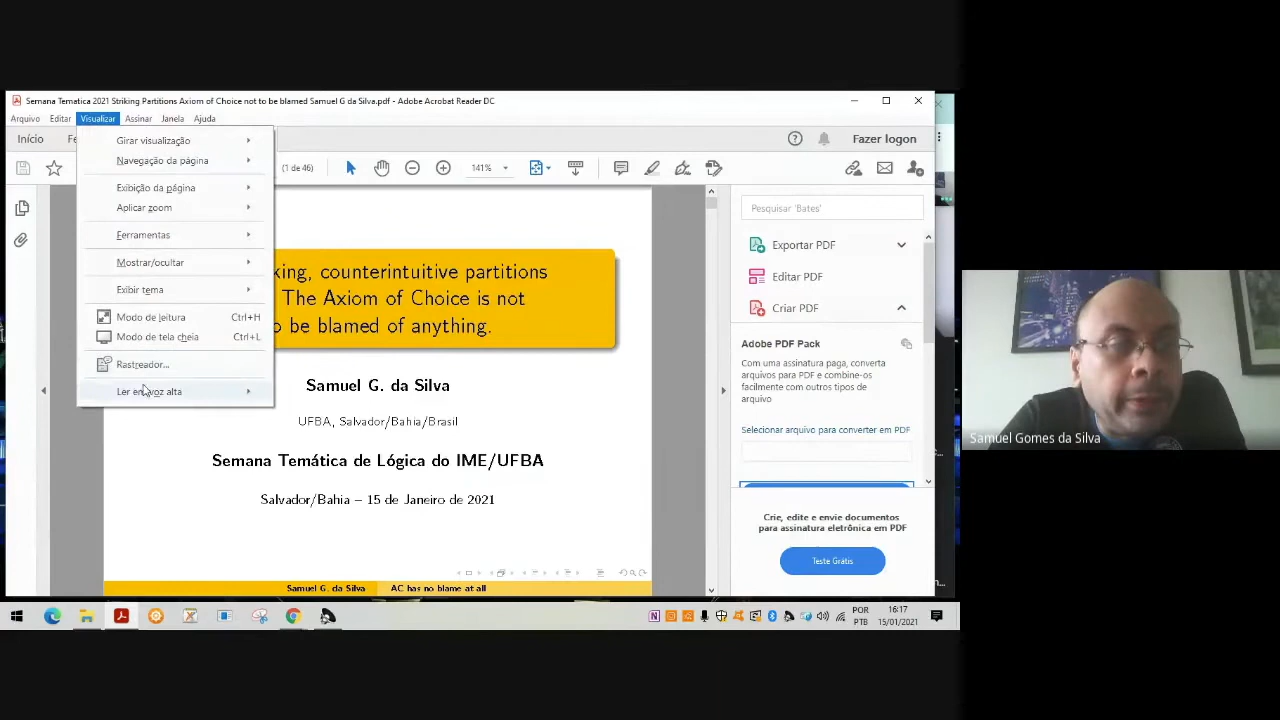 Semana Tematica 2021 Striking Partitions Axiom of Choice not to be blamed Samuel G da Silva.pdf - Adobe Acrobat Reader DC
Arquivo Editar Visualizar Assinar Janela Ajuda
Início
Fazer logon
(1 de 46)
141%
Girar visualização
Navegação da página
Exibição da página
Aplicar zoom
Ferramentas
Mostrar/ocultar
Exibir tema
Modo de leitura Ctrl+H
Modo de tela cheia Ctrl+L
Rastreador...
Ler em voz alta
king, counterintuitive partitions
The Axiom of Choice is not
be blamed of anything.
Samuel G. da Silva
UFBA, Salvador/Bahia/Brasil
Semana Temática de Lógica do IME/UFBA
Salvador/Bahia – 15 de Janeiro de 2021
Samuel G. da Silva AC has no blame at all
Pesquisar 'Bates'
Exportar PDF
Editar PDF
Criar PDF
Adobe PDF Pack
Com uma assinatura paga, converta
arquivos para PDF e combine-os
facilmente com outros tipos de
arquivo
Selecionar arquivo para converter em PDF
Crie, edite e envie documentos
para assinatura eletrônica em PDF
Teste Grátis
POR
PTB
16:17
15/01/2021
Samuel Gomes da Silva